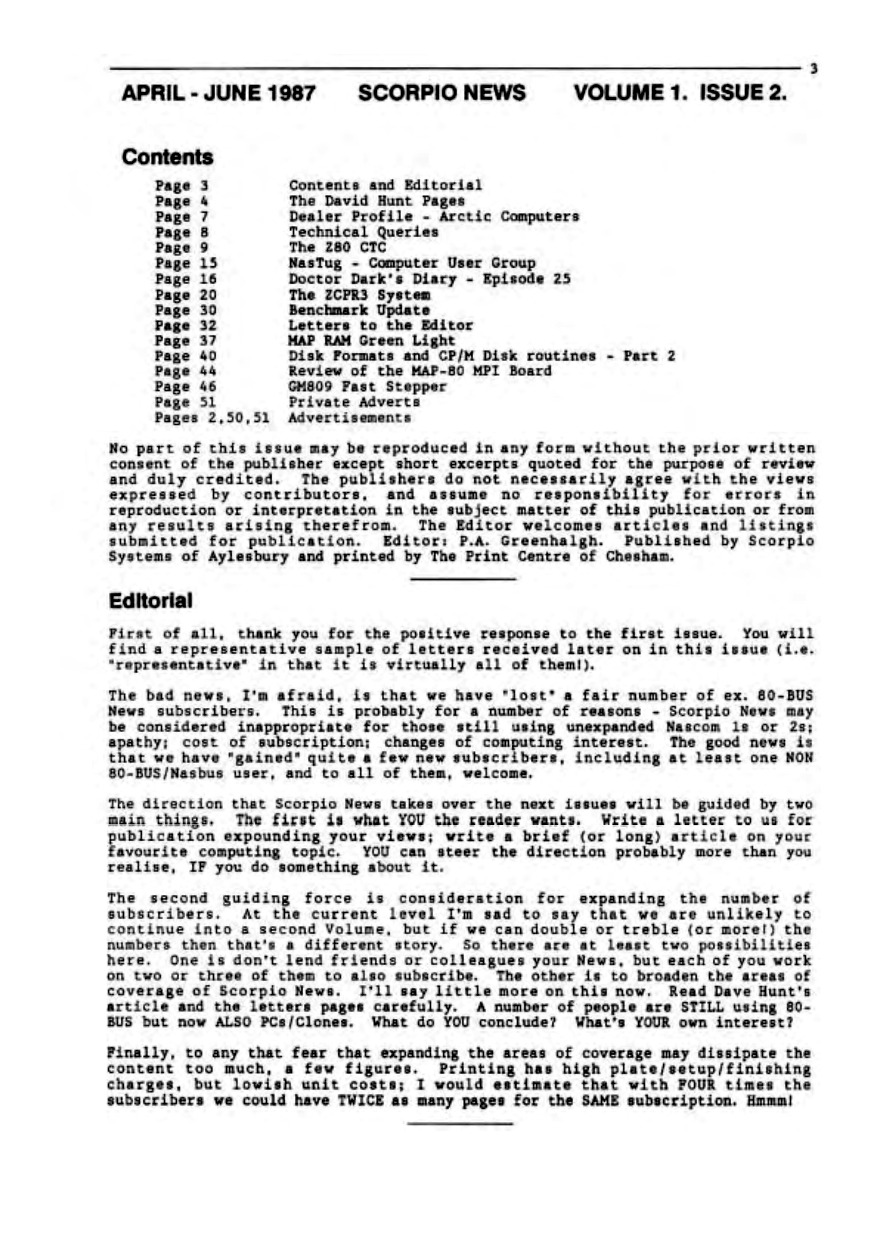 3
APRIL - JUNE 1987 SCORPIO NEWS VOLUME 1. ISSUE 2.
Contents
Page 3 Contents and Editorial
Page 4 The David Hunt Pages
Page 7 Dealer Profile - Arctic Computers
Page 8 Technical Queries
Page 9 The Z80 CTC
Page 15 NasTug - Computer User Group
Page 16 Doctor Dark's Diary - Episode 25
Page 20 The ZCPR3 System
Page 30 Benchmark Update
Page 32 Letters to the Editor
Page 37 MAP RAM Green Light
Page 40 Disk Formats and CP/M Disk routines - Part 2
Page 44 Review of the MAP-80 MPI Board
Page 46 GM809 Fast Stepper
Page 51 Private Adverts
Pages 2,50,51 Advertisements
No part of this issue may be reproduced in any form without the prior written
consent of the publisher except short excerpts quoted for the purpose of review
and duly credited. The publishers do not necessarily agree with the views
expressed by contributors, and assume no responsibility for errors in
reproduction or interpretation in the subject matter of this publication or from
any results arising therefrom. The Editor welcomes articles and listings
submitted for publication. Editor: P.A. Greenhalgh. Published by Scorpio
Systems of Aylesbury and printed by The Print Centre of Chesham.
Editorial
First of all, thank you for the positive response to the first issue. You will
find a representative sample of letters received later on in this issue (i.e.
"representative" in that it is virtually all of them!).
The bad news, I'm afraid, is that we have "lost" a fair number of ex. 80-BUS
News subscribers. This is probably for a number of reasons - Scorpio News may
be considered inappropriate for those still using unexpanded Nascom 1s or 2s;
apathy; cost of subscription; changes of computing interest. The good news is
that we have "gained" quite a few new subscribers, including at least one NON
80-BUS/Nasbus user, and to all of them, welcome.
The direction that Scorpio News takes over the next issues will be guided by two
main things. The first is what YOU the reader wants. Write a letter to us for
publication expounding your views; write a brief (or long) article on your
favourite computing topic. YOU can steer the direction probably more than you
realise, IF you do something about it.
The second guiding force is consideration for expanding the number of
subscribers. At the current level I'm sad to say that we are unlikely to
continue into a second Volume, but if we can double or treble (or more!) the
numbers then that's a different story. So there are at least two possibilities
here. One is don't lend friends or colleagues your News, but each of you work
on two or three of them to also subscribe. The other is to broaden the areas of
coverage of Scorpio News. I'll say little more on this now. Read Dave Hunt's
article and the letters pages carefully. A number of people are STILL using 80-
BUS but now ALSO PCs/Clones. What do YOU conclude? What's YOUR own interest?
Finally, to any that fear that expanding the areas of coverage may dissipate the
content too much, a few figures. Printing has high plate/setup/finishing
charges, but lowish unit costs; I would estimate that with FOUR times the
subscribers we could have TWICE as many pages for the SAME subscription. Hmmm!